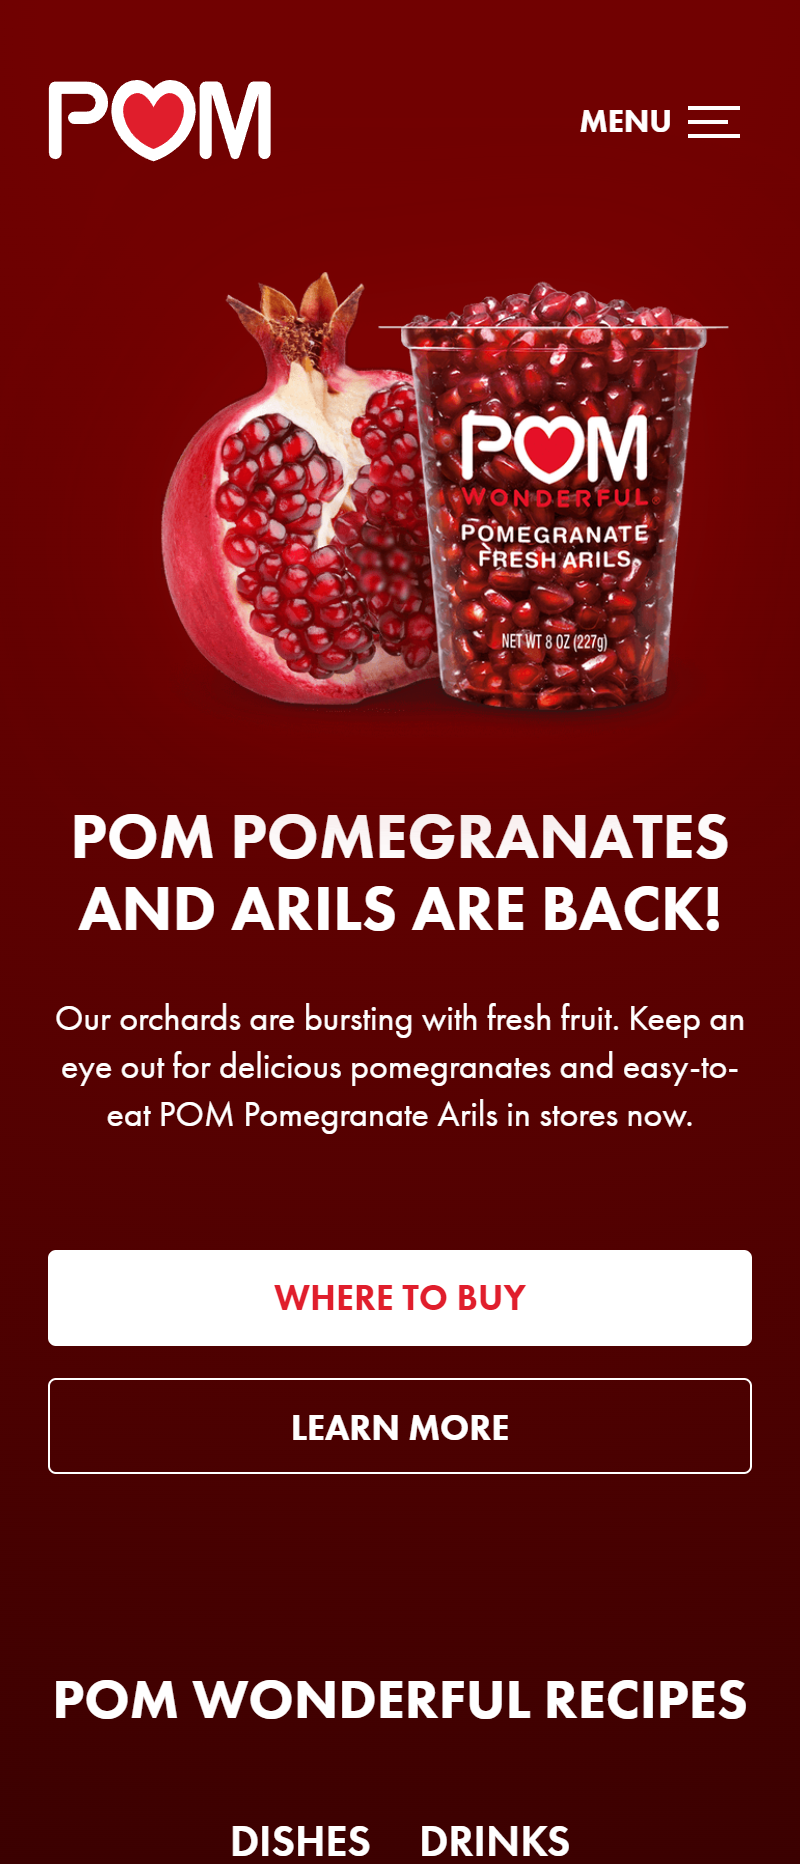 POM
MENU
POM
WONDERFUL®
POMEGRANATE
FRESH ARILS
NET WT 8 OZ (227g)
POM POMEGRANATES
AND ARILS ARE BACK!
Our orchards are bursting with fresh fruit. Keep an
eye out for delicious pomegranates and easy-to-
eat POM Pomegranate Arils in stores now.
WHERE TO BUY
LEARN MORE
POM WONDERFUL RECIPES
DISHES DRINKS